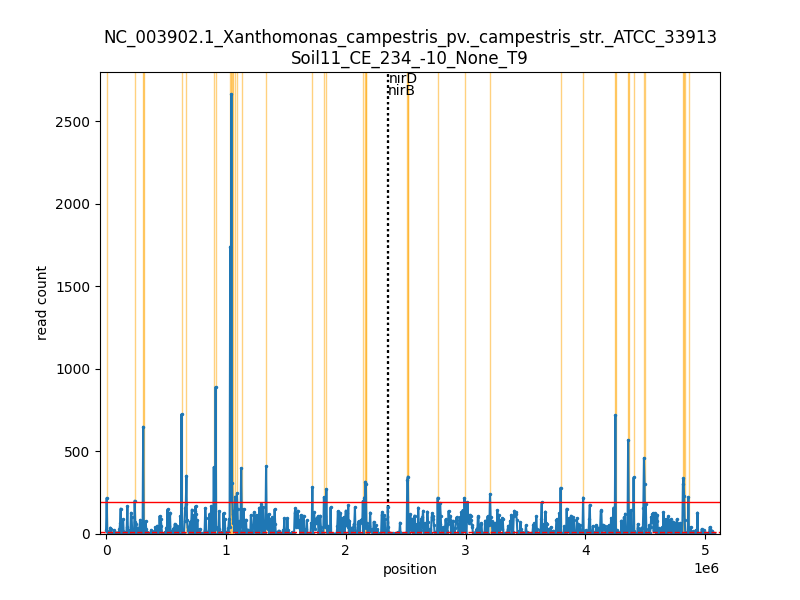 NC_003902.1_Xanthomonas_campestris_pv._campestris_str._ATCC_33913
Soil11_CE_234_-10_None_T9
nirD
nirB
2500
2000
1500
1000
500
0
read count
0 1 2 3 4 5
1e6
position